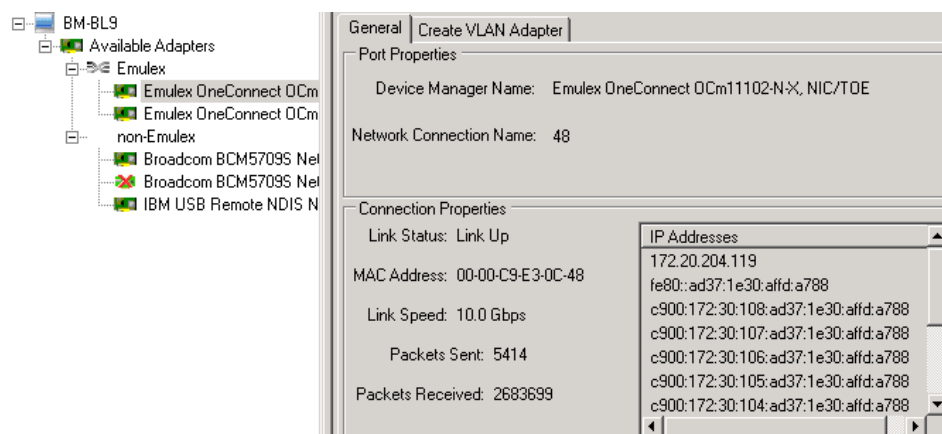 BM-BL9
Available Adapters
Emulex
Emulex OneConnect OCm
Emulex OneConnect OCm
non-Emulex
Broadcom BCM5709S Net
Broadcom BCM5709S Net
IBM USB Remote NDIS N
General
Create VLAN Adapter
Port Properties
Device Manager Name: Emulex OneConnect OCm11102-N-X, NIC/TOE
Network Connection Name: 48
Connection Properties
Link Status: Link Up
MAC Address: 00-00-C9-E3-0C-48
Link Speed: 10.0 Gbps
Packets Sent: 5414
Packets Received: 2683699
IP Addresses
172.20.204.119
fe80::ad37:1e30:affd:a788
c900:172:30:108:ad37:1e30:affd:a788
c900:172:30:107:ad37:1e30:affd:a788
c900:172:30:106:ad37:1e30:affd:a788
c900:172:30:105:ad37:1e30:affd:a788
c900:172:30:104:ad37:1e30:affd:a788